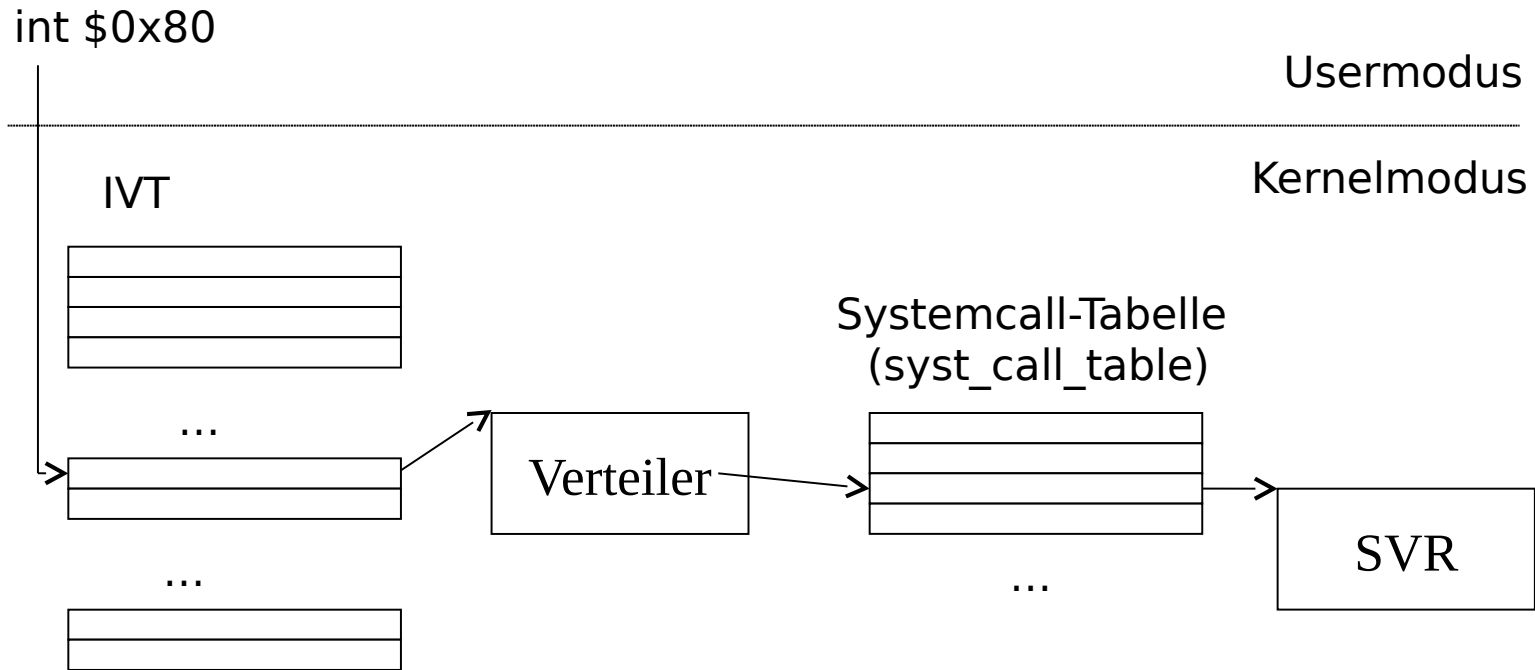 int $0x80
Usermodus
Kernelmodus
IVT
Systemcall-Tabelle
(syst_call_table)
...
Verteiler
SVR
...
...